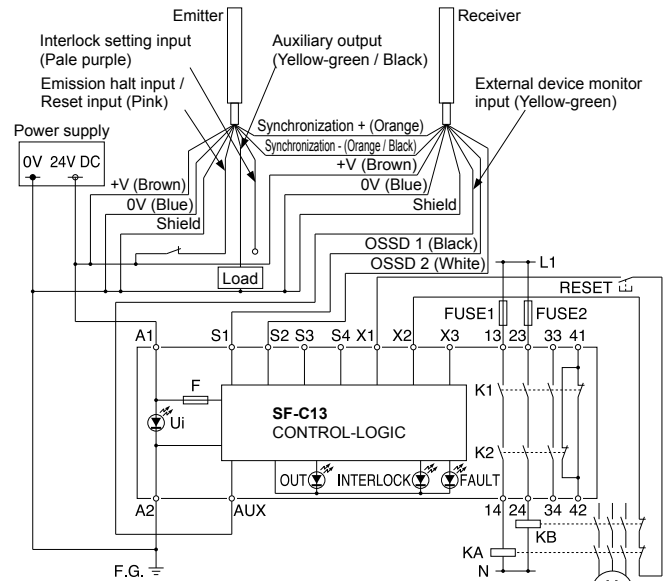 Emitter
Receiver
Interlock setting input
(Pale purple)
Auxiliary output
(Yellow-green / Black)
Emission halt input /
Reset input (Pink)
External device monitor
input (Yellow-green)
Power supply
0V 24V DC
Synchronization + (Orange)
Synchronization - (Orange / Black)
+V (Brown)
0V (Blue)
Shield
+V (Brown)
0V (Blue)
Shield
OSSD 1 (Black)
OSSD 2 (White)
Load
L1
RESET
FUSE1 FUSE2
A1 S1 S2 S3 S4 X1 X2 X3 13 23 33 41
F
Ui
SF-C13
CONTROL-LOGIC
K1
K2
OUT INTERLOCK FAULT
A2 AUX 14 24 34 42
KB
KA
N
F.G.